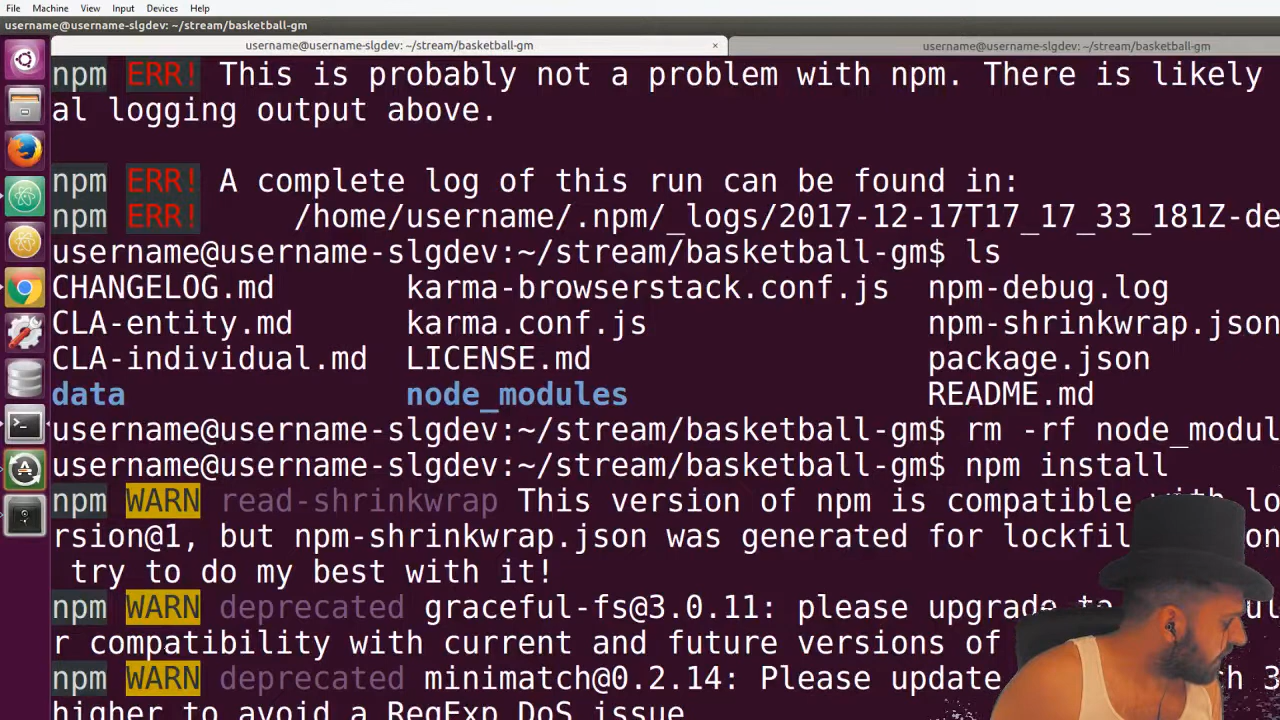 File Machine View Input Devices Help
username@username-slgdev: ~/stream/basketball-gm
username@username-slgdev: ~/stream/basketball-gm × username@username-slgdev: ~/stream/basketball-gm
npm ERR! This is probably not a problem with npm. There is likely
al logging output above.
npm ERR! A complete log of this run can be found in:
npm ERR! /home/username/.npm/_logs/2017-12-17T17_17_33_181Z-de
username@username-slgdev:~/stream/basketball-gm$ ls
CHANGELOG.md karma-browserstack.conf.js npm-debug.log
CLA-entity.md karma.conf.js npm-shrinkwrap.json
CLA-individual.md LICENSE.md package.json
data node_modules README.md
username@username-slgdev:~/stream/basketball-gm$ rm -rf node_modul
username@username-slgdev:~/stream/basketball-gm$ npm install
npm WARN read-shrinkwrap This version of npm is compatible with lo
rsion@1, but npm-shrinkwrap.json was generated for lockfi
try to do my best with it!
npm WARN deprecated graceful-fs@3.0.11: please upgrade
r compatibility with current and future versions of
npm WARN deprecated minimatch@0.2.14: Please update 3
higher to avoid a RegExp DoS issue